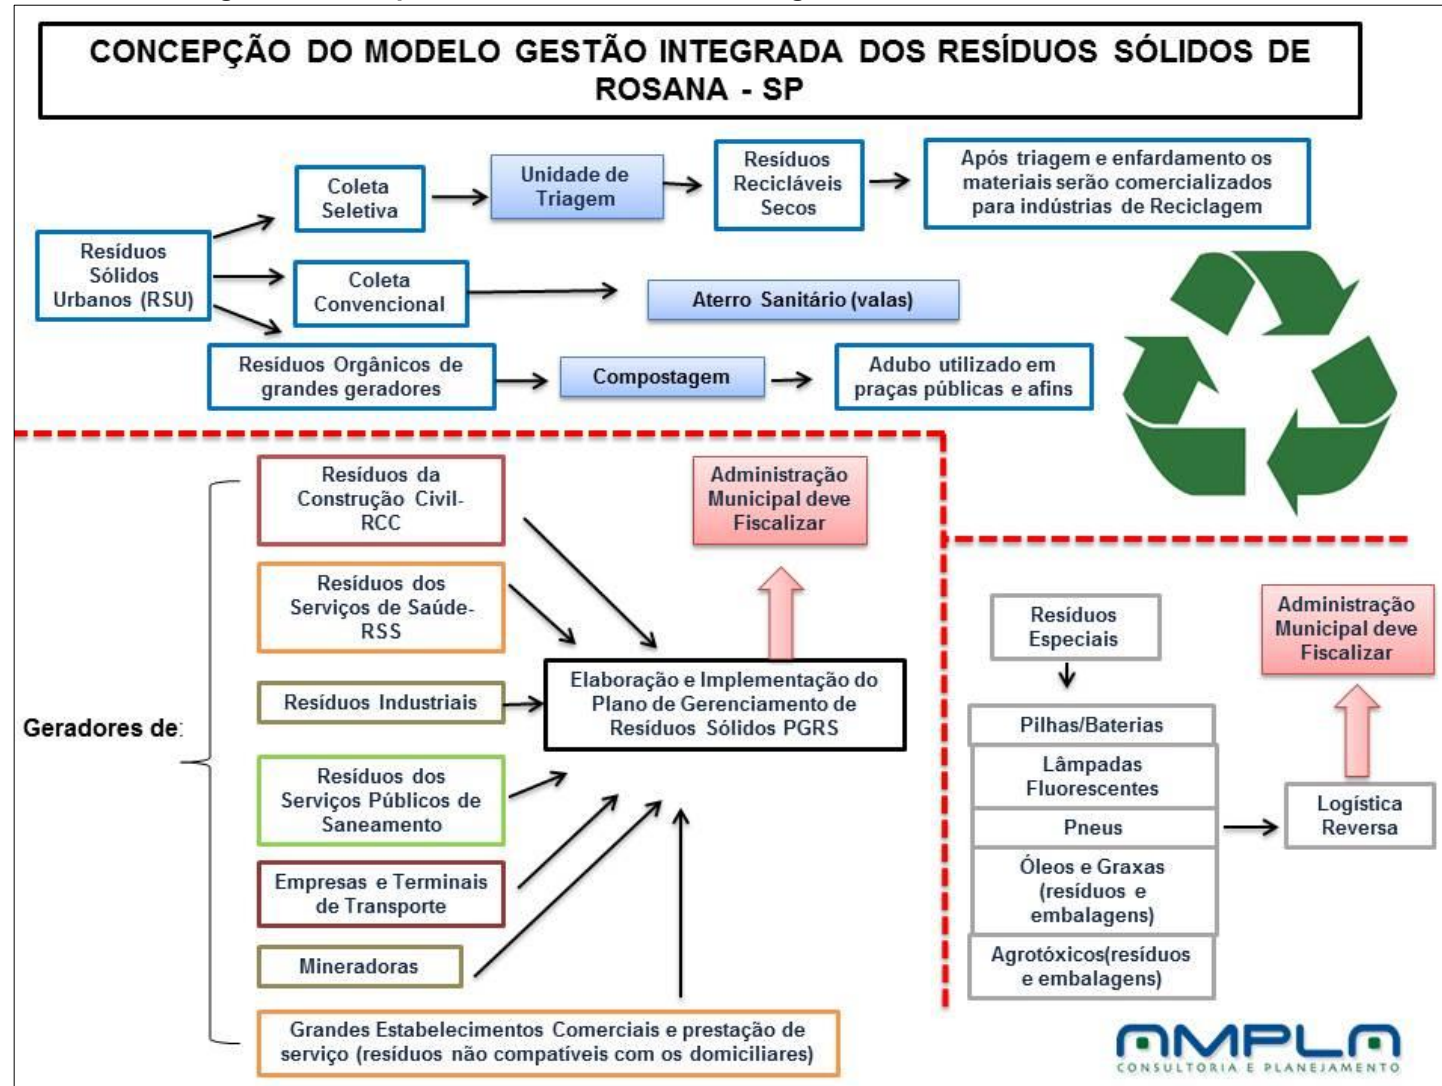 CONCEPÇÃO DO MODELO GESTÃO INTEGRADA DOS RESÍDUOS SÓLIDOS DE
ROSANA - SP
Resíduos
Sólidos
Urbanos (RSU)
Coleta
Seletiva
Unidade de
Triagem
Resíduos
Recicláveis
Secos
Após triagem e enfardamento os
materiais serão comercializados
para indústrias de Reciclagem
Coleta
Convencional
Aterro Sanitário (valas)
Resíduos Orgânicos de
grandes geradores
Compostagem
Adubo utilizado em
praças públicas e afins
Geradores de:
Resíduos da
Construção Civil-
RCC
Resíduos dos
Serviços de Saúde-
RSS
Resíduos Industriais
Resíduos dos
Serviços Públicos de
Saneamento
Empresas e Terminais
de Transporte
Mineradoras
Grandes Estabelecimentos Comerciais e prestação de
serviço (resíduos não compatíveis com os domiciliares)
Administração
Municipal deve
Fiscalizar
Elaboração e Implementação do
Plano de Gerenciamento de
Resíduos Sólidos PGRS
Resíduos
Especiais
Pilhas/Baterias
Lâmpadas
Fluorescentes
Pneus
Óleos e Graxas
(resíduos e
embalagens)
Agrotóxicos(resíduos
e embalagens)
Administração
Municipal deve
Fiscalizar
Logística
Reversa
AMPLA
CONSULTORIA E PLANEJAMENTO